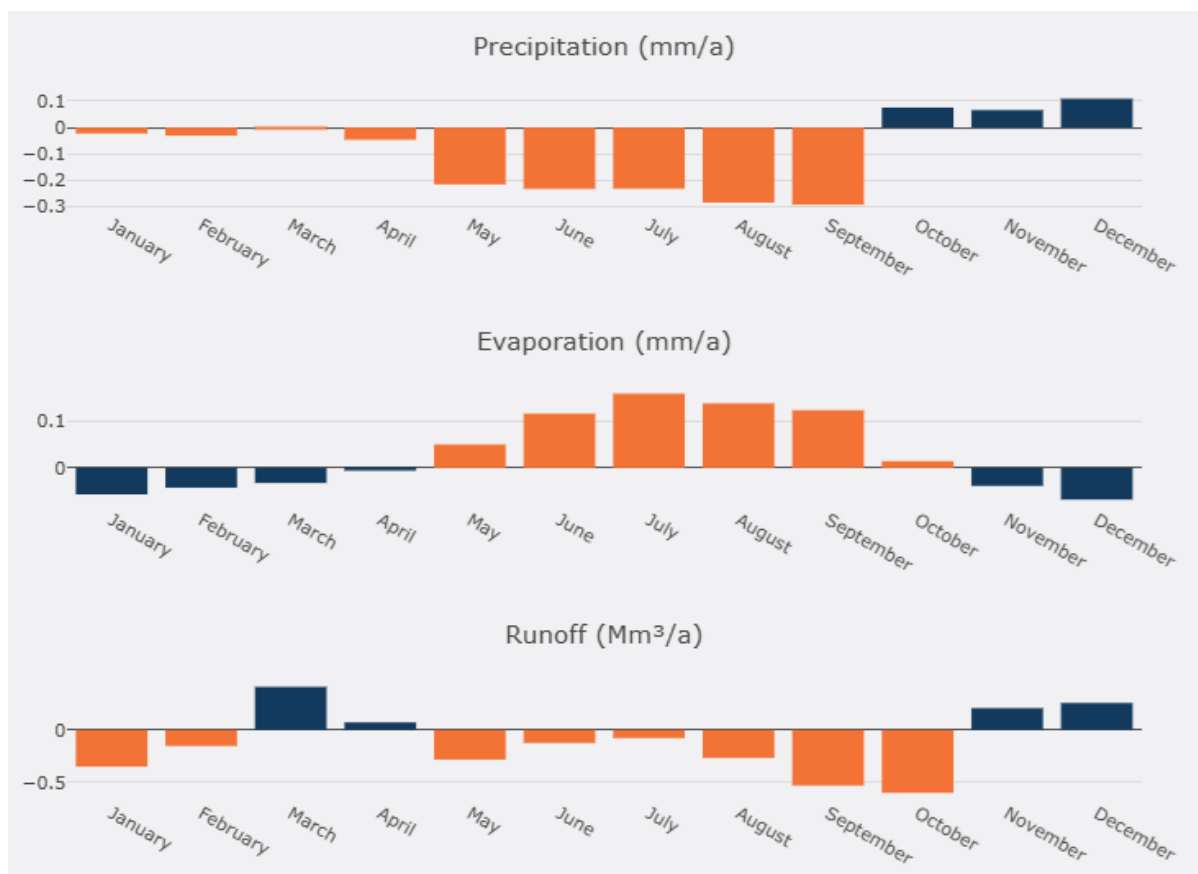 Precipitation (mm/a)
0.1
0
−0.1
−0.2
−0.3
January February March April May June July August September October November December
Evaporation (mm/a)
0.1
0
January February March April May June July August September October November December
Runoff (Mm³/a)
0
−0.5
January February March April May June July August September October November December